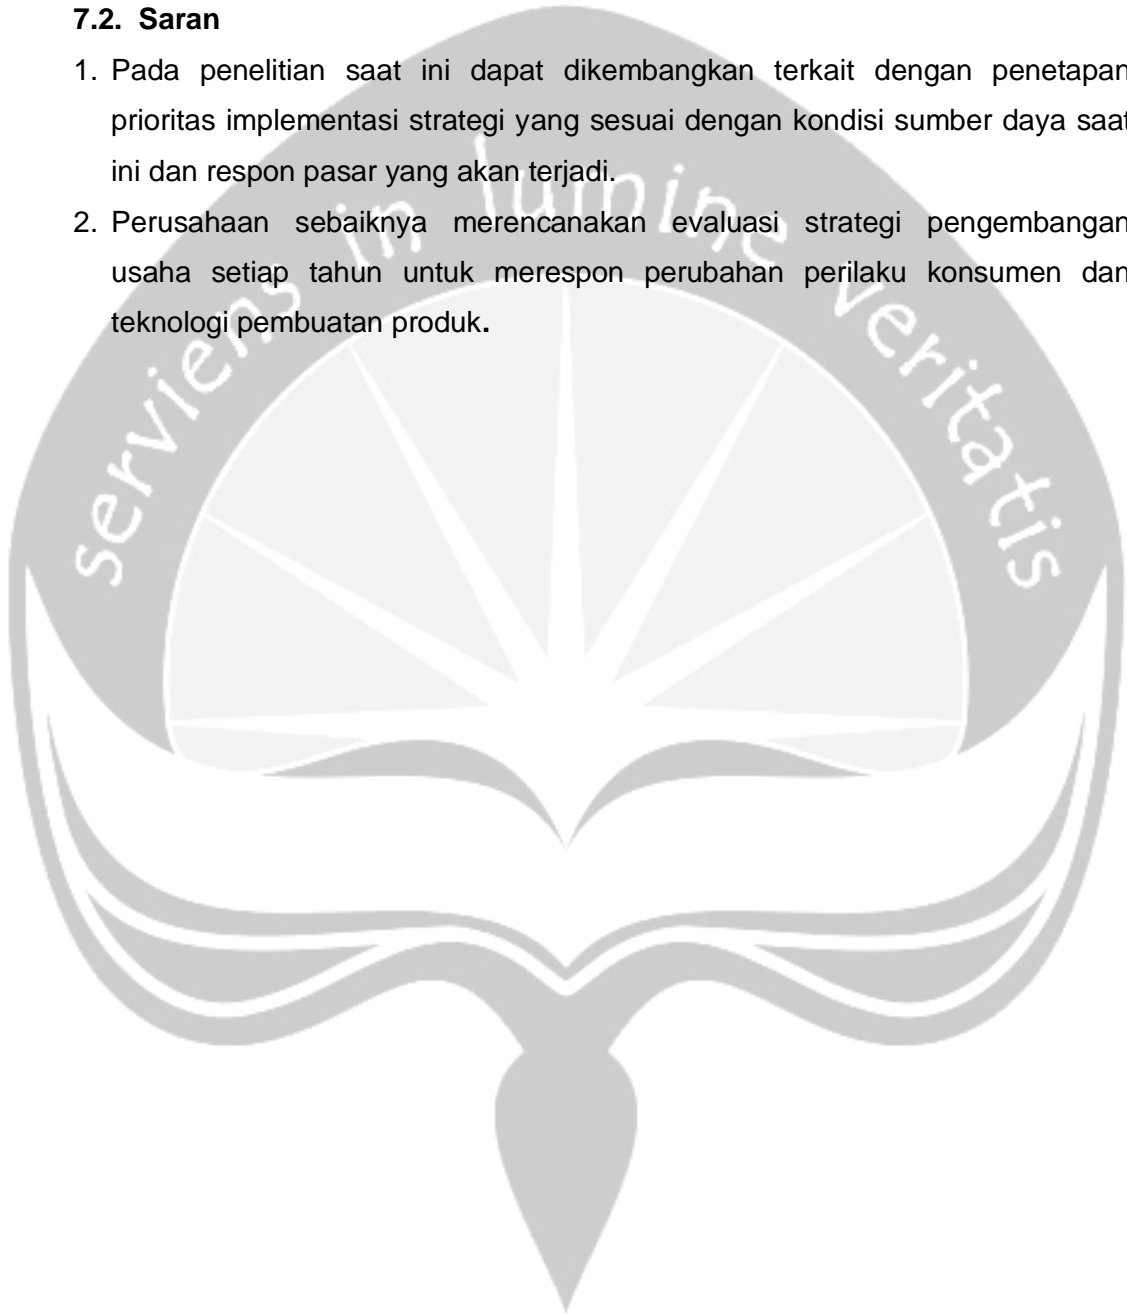 7.2. Saran
1. Pada penelitian saat ini dapat dikembangkan terkait dengan penetapan
prioritas implementasi strategi yang sesuai dengan kondisi sumber daya saat
ini dan respon pasar yang akan terjadi.
2. Perusahaan sebaiknya merencanakan evaluasi strategi pengembangan
usaha setiap tahun untuk merespon perubahan perilaku konsumen dan
teknologi pembuatan produk.
serviens in lumine veritatis